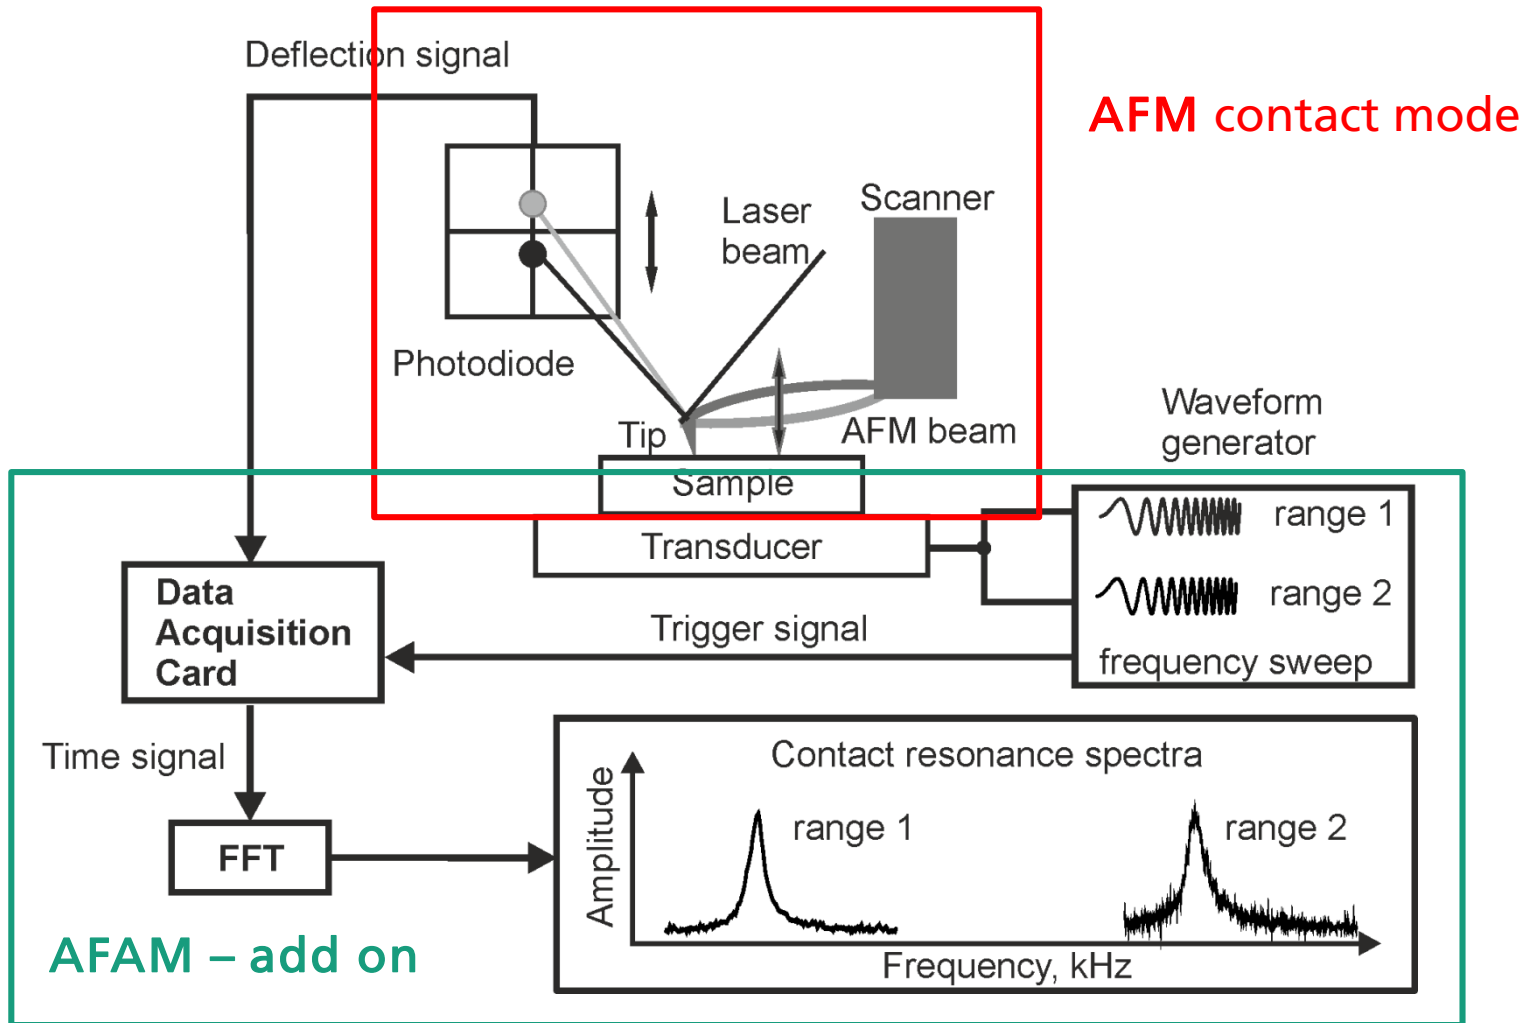 Deflection signal
AFM contact mode
Scanner
Laser
beam
Photodiode
Tip
AFM beam
Waveform
generator
Sample
range 1
Transducer
range 2
Data
Acquisition
Card
Trigger signal
frequency sweep
Time signal
Contact resonance spectra
Amplitude
range 1
range 2
FFT
Frequency, kHz
AFAM – add on